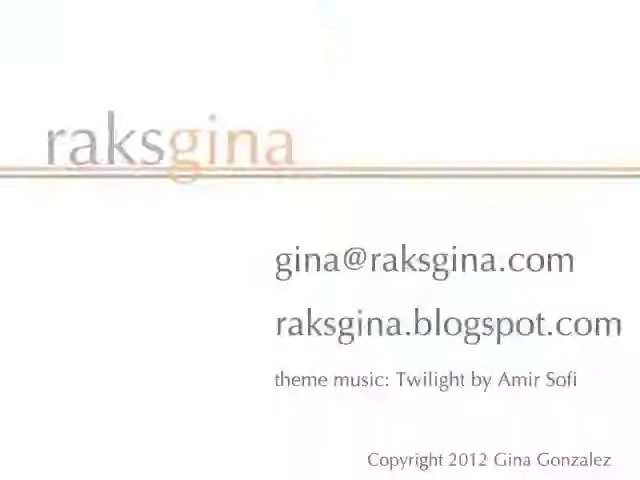 raksgina
gina@raksgina.com
raksgina.blogspot.com
theme music: Twilight by Amir Sofi
Copyright 2012 Gina Gonzalez